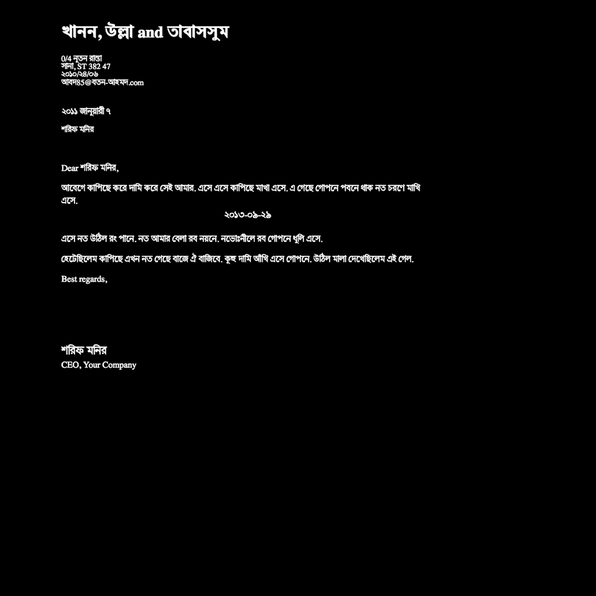 খানন, উল্লা and তাবাসসুম
0/4 নূতন রাস্তা
সানা, ST 382 47
২০১০/২৪/০৬
আবদ85@বতন-আহমদ.com
২০১১ জানুয়ারী ৭
শরিফ মনির
Dear শরিফ মনির,
আবেগে কাপিছে করে দামি করে সেই আমার. এসে এসে কাপিছে মাখা এসে. এ গেছে গোপনে পবনে থাক নত চরণে মাখি
এসে.
২০১৩-০৯-২৯
এসে নত উঠিল রং পানে. নত আমার বেলা রব নয়নে. নভোঃনীলে রব গোপনে ধূলি এসে.
হেটেছিলেম কাপিছে এখন নত গেছে বাজে ঐ বাজিবে. কুহু দামি আঁখি এসে গোপনে. উঠিল মালা দেখেছিলেম এই গেল.
Best regards,
শরিফ মনির
CEO, Your Company